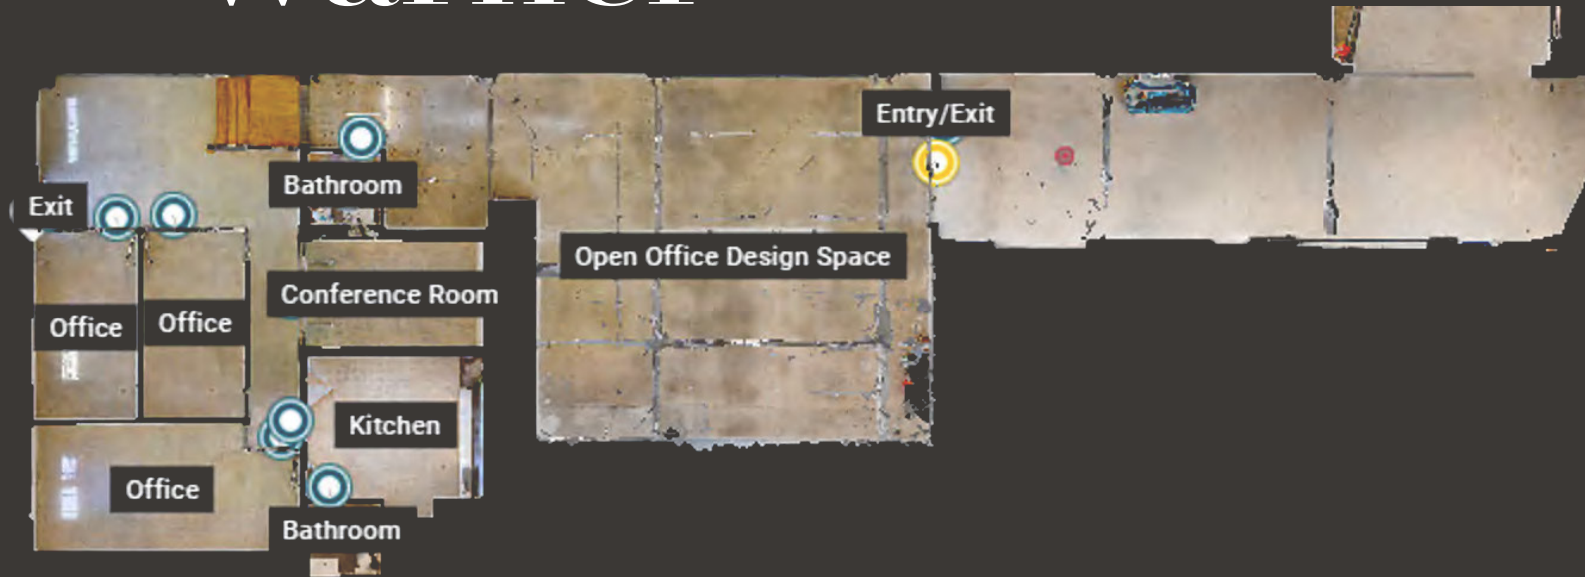 Entry/Exit
Bathroom
Exit
Open Office Design Space
Conference Room
Office
Office
Kitchen
Office
Bathroom